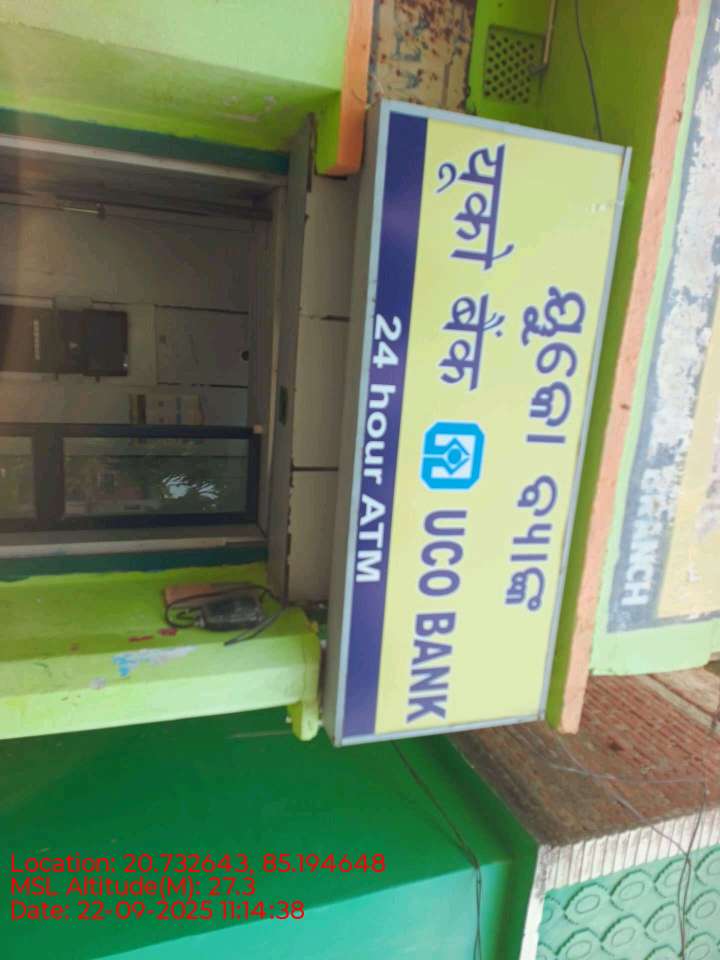 ୟୁକୋ ବ୍ୟାଙ୍କ
यूको बैंक UCO BANK
24 hour ATM
BRANCH
Location: 20.732643, 85.194648
MSL Altitude(M): 27.3
Date: 22-09-2025 11:14:38